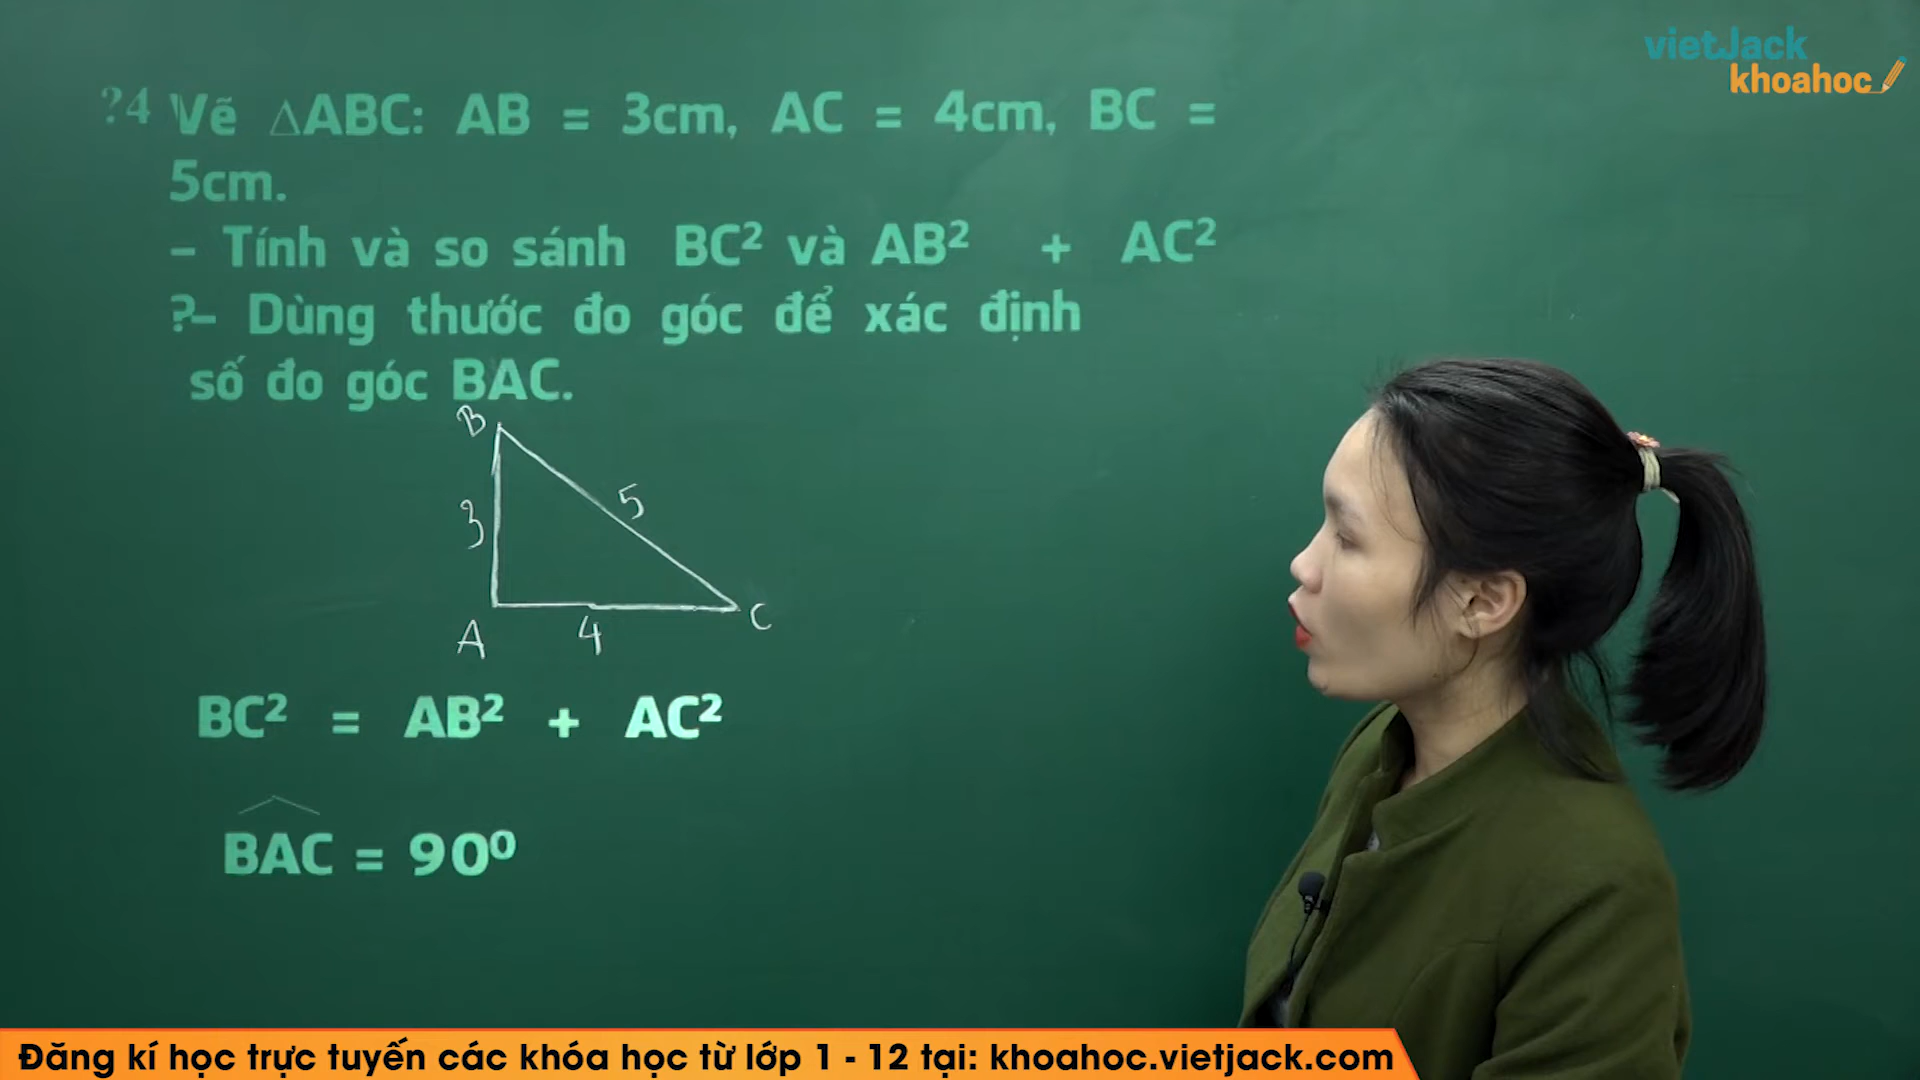 vietJack
khoahoc
?4 Vẽ ∆ABC: AB = 3cm, AC = 4cm, BC =
5cm.
– Tính và so sánh BC² và AB² + AC²
?– Dùng thước đo góc để xác định
số đo góc BAC.
B
3
5
A
4
C
BC² = AB² + AC²
BAC = 90⁰
Đăng kí học trực tuyến các khóa học từ lớp 1 - 12 tại: khoahoc.vietjack.com